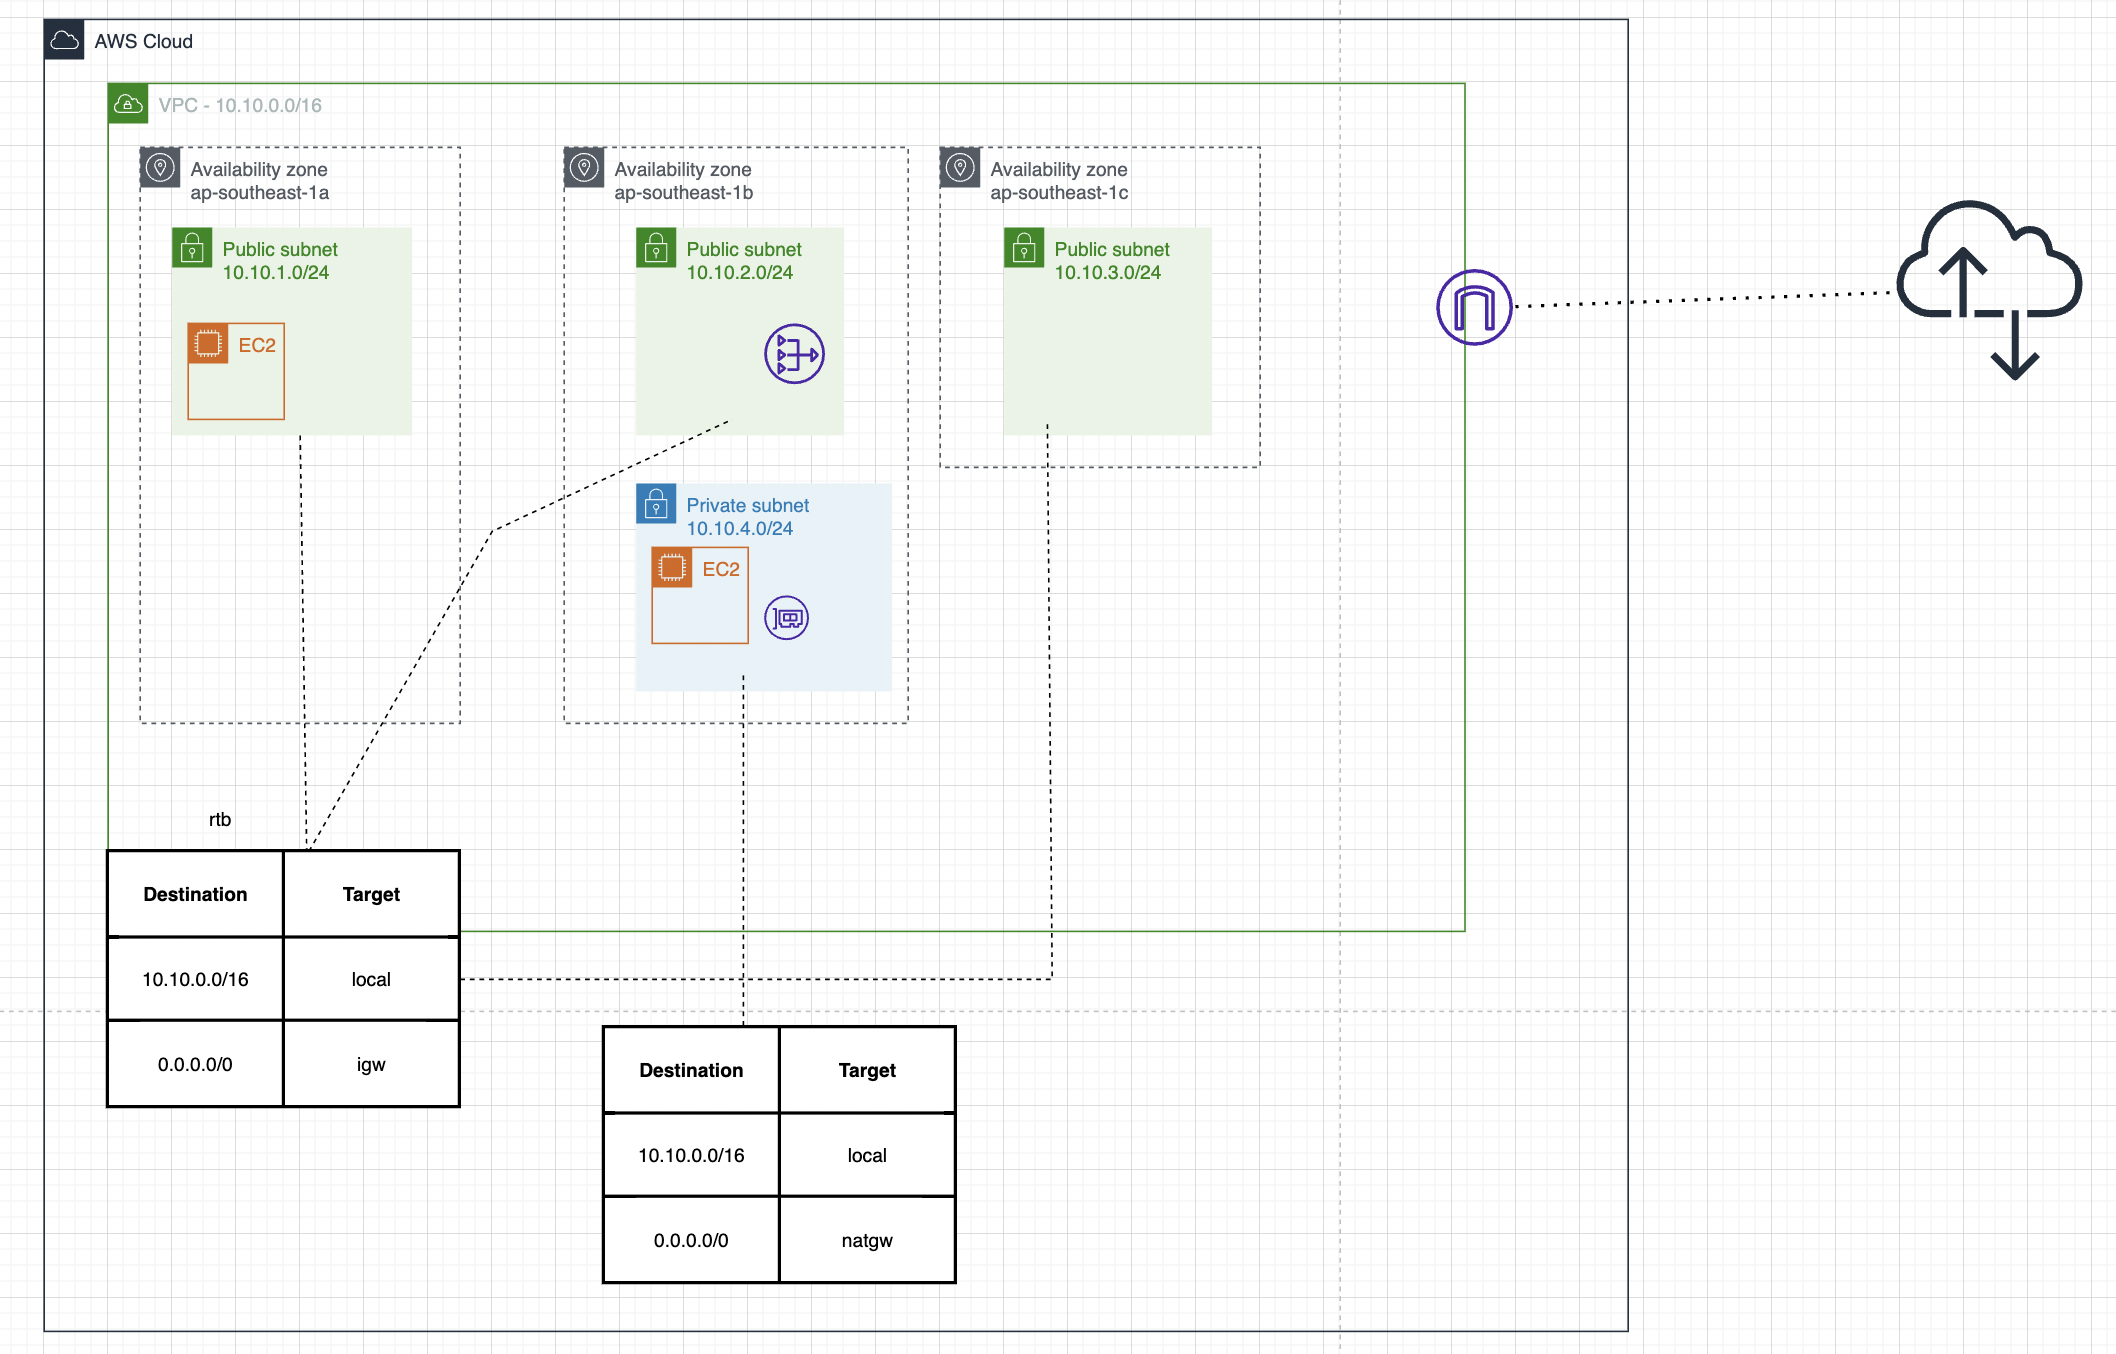 AWS Cloud
VPC - 10.10.0.0/16
Availability zone
ap-southeast-1a
Public subnet
10.10.1.0/24
EC2
Availability zone
ap-southeast-1b
Public subnet
10.10.2.0/24
Private subnet
10.10.4.0/24
EC2
Availability zone
ap-southeast-1c
Public subnet
10.10.3.0/24
rtb
Destination Target
10.10.0.0/16 local
0.0.0.0/0 igw
Destination Target
10.10.0.0/16 local
0.0.0.0/0 natgw